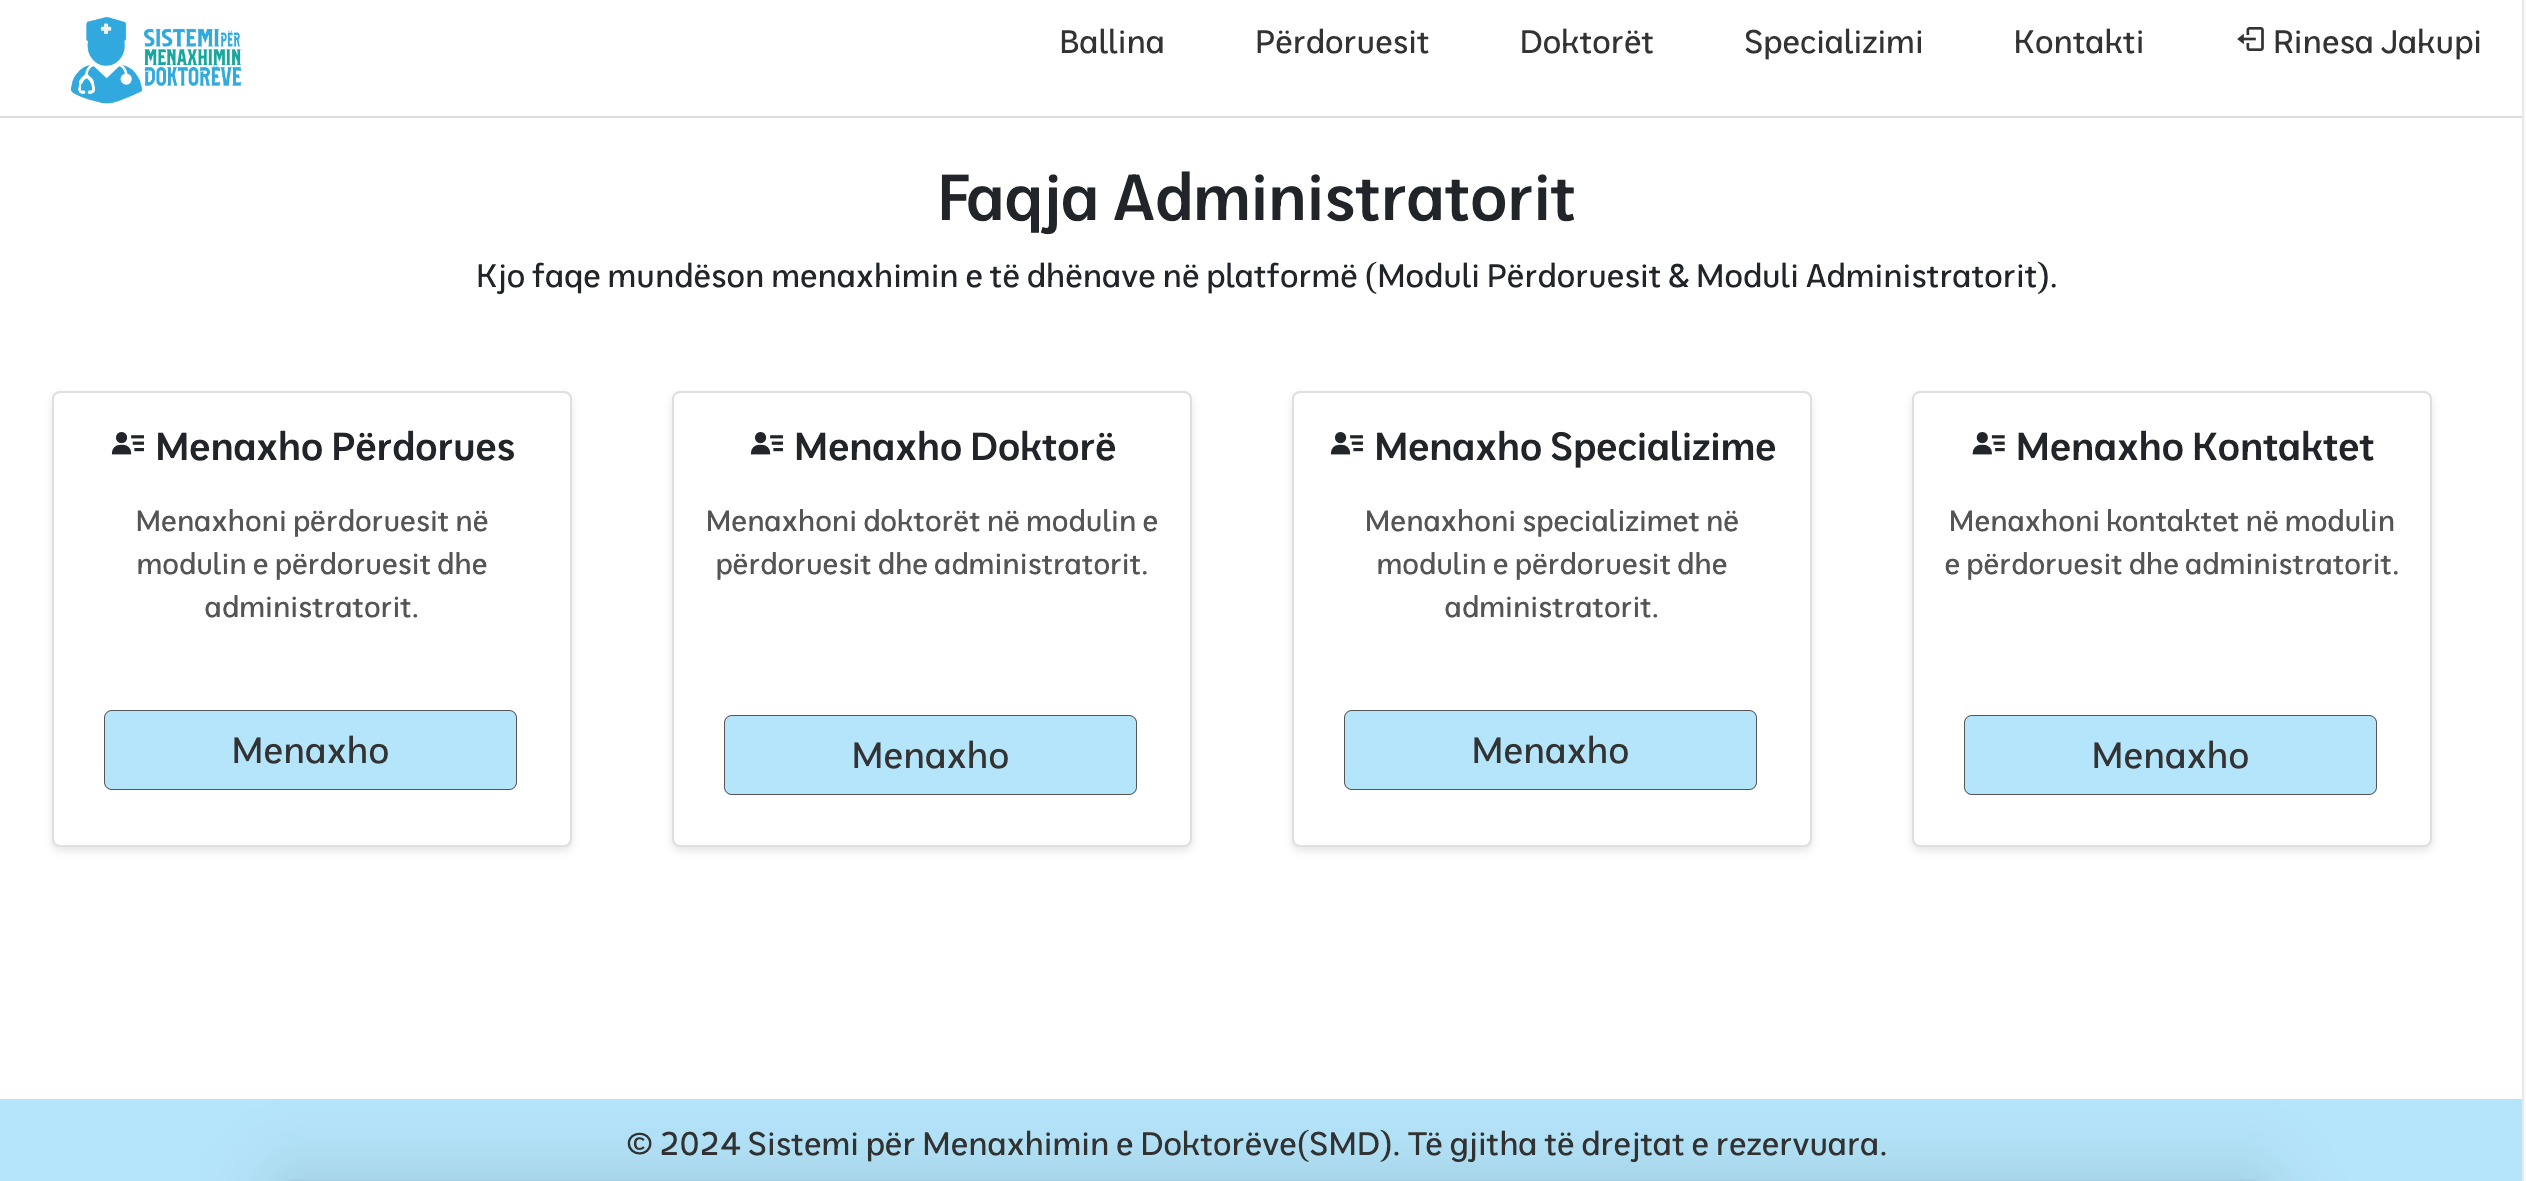 SISTEMI PËR
MENAXHIMIN
DOKTORËVE
Ballina
Përdoruesit
Doktorët
Specializimi
Kontakti
Rinesa Jakupi
Faqja Administratorit
Kjo faqe mundëson menaxhimin e të dhënave në platformë (Moduli Përdoruesit & Moduli Administratorit).
Menaxho Përdorues
Menaxhoni përdoruesit në
modulin e përdoruesit dhe
administratorit.
Menaxho
Menaxho Doktorë
Menaxhoni doktorët në modulin e
përdoruesit dhe administratorit.
Menaxho
Menaxho Specializime
Menaxhoni specializimet në
modulin e përdoruesit dhe
administratorit.
Menaxho
Menaxho Kontaktet
Menaxhoni kontaktet në modulin
e përdoruesit dhe administratorit.
Menaxho
© 2024 Sistemi për Menaxhimin e Doktorëve(SMD). Të gjitha të drejtat e rezervuara.